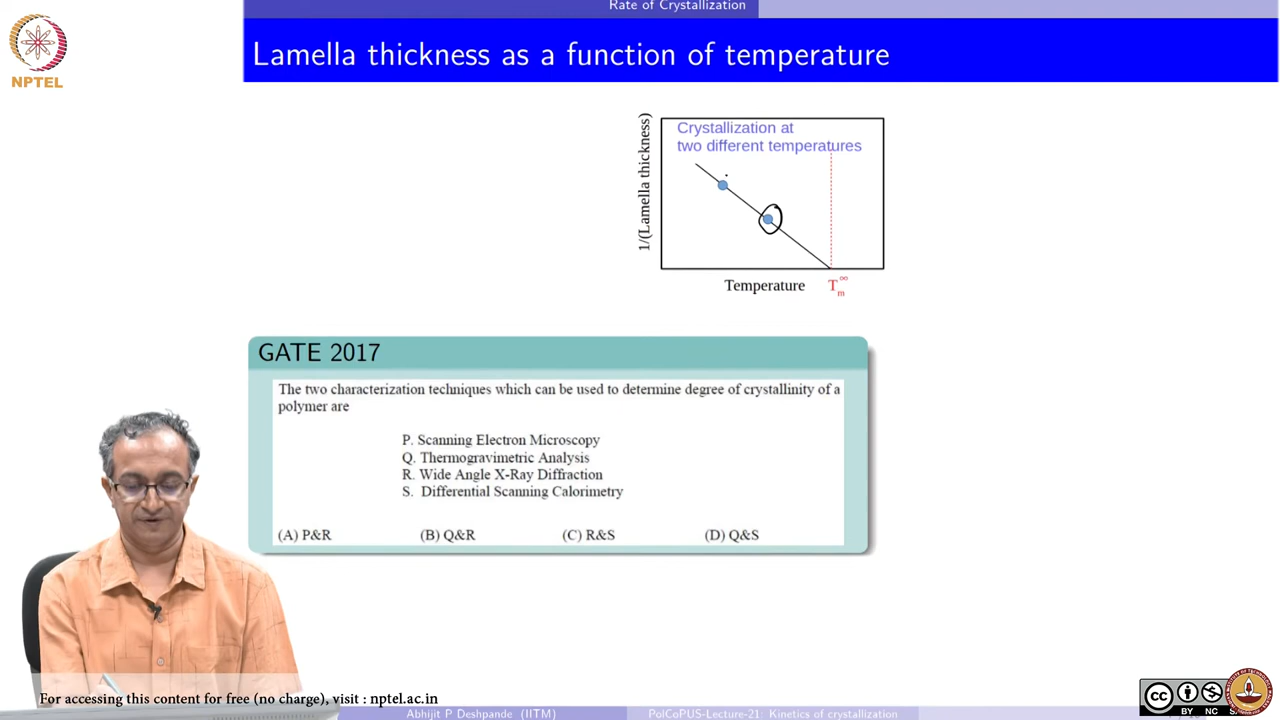 Rate of Crystallization
Lamella thickness as a function of temperature
NPTEL
Crystallization at
two different temperatures
1/(Lamella thickness)
Temperature
T∞m
GATE 2017
The two characterization techniques which can be used to determine degree of crystallinity of a
polymer are
P. Scanning Electron Microscopy
Q. Thermogravimetric Analysis
R. Wide Angle X-Ray Diffraction
S. Differential Scanning Calorimetry
(A) P&R (B) Q&R (C) R&S (D) Q&S
For accessing this content for free (no charge), visit : nptel.ac.in
Abhijit P Deshpande (IITM) PolCoPUS-Lecture-21: Kinetics of crystallization
CC BY NC